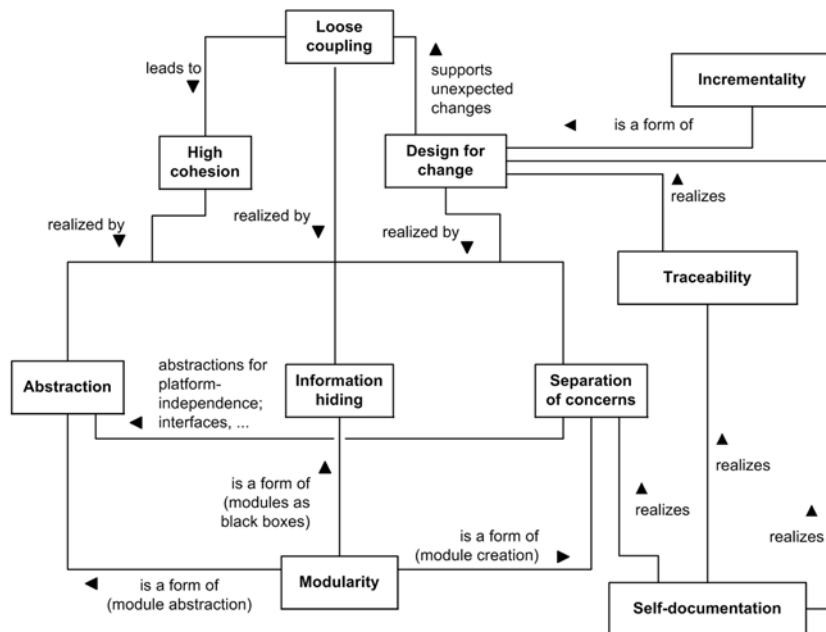 Loose
coupling
leads to
supports
unexpected
changes
Incrementality
is a form of
High
cohesion
Design for
change
realizes
realized by
realized by
realized by
Traceability
Abstraction
abstractions for
platform-
independence;
interfaces, ...
Information
hiding
Separation
of concerns
is a form of
(modules as
black boxes)
realizes
realizes
realizes
is a form of
(module creation)
Modularity
is a form of
(module abstraction)
Self-documentation